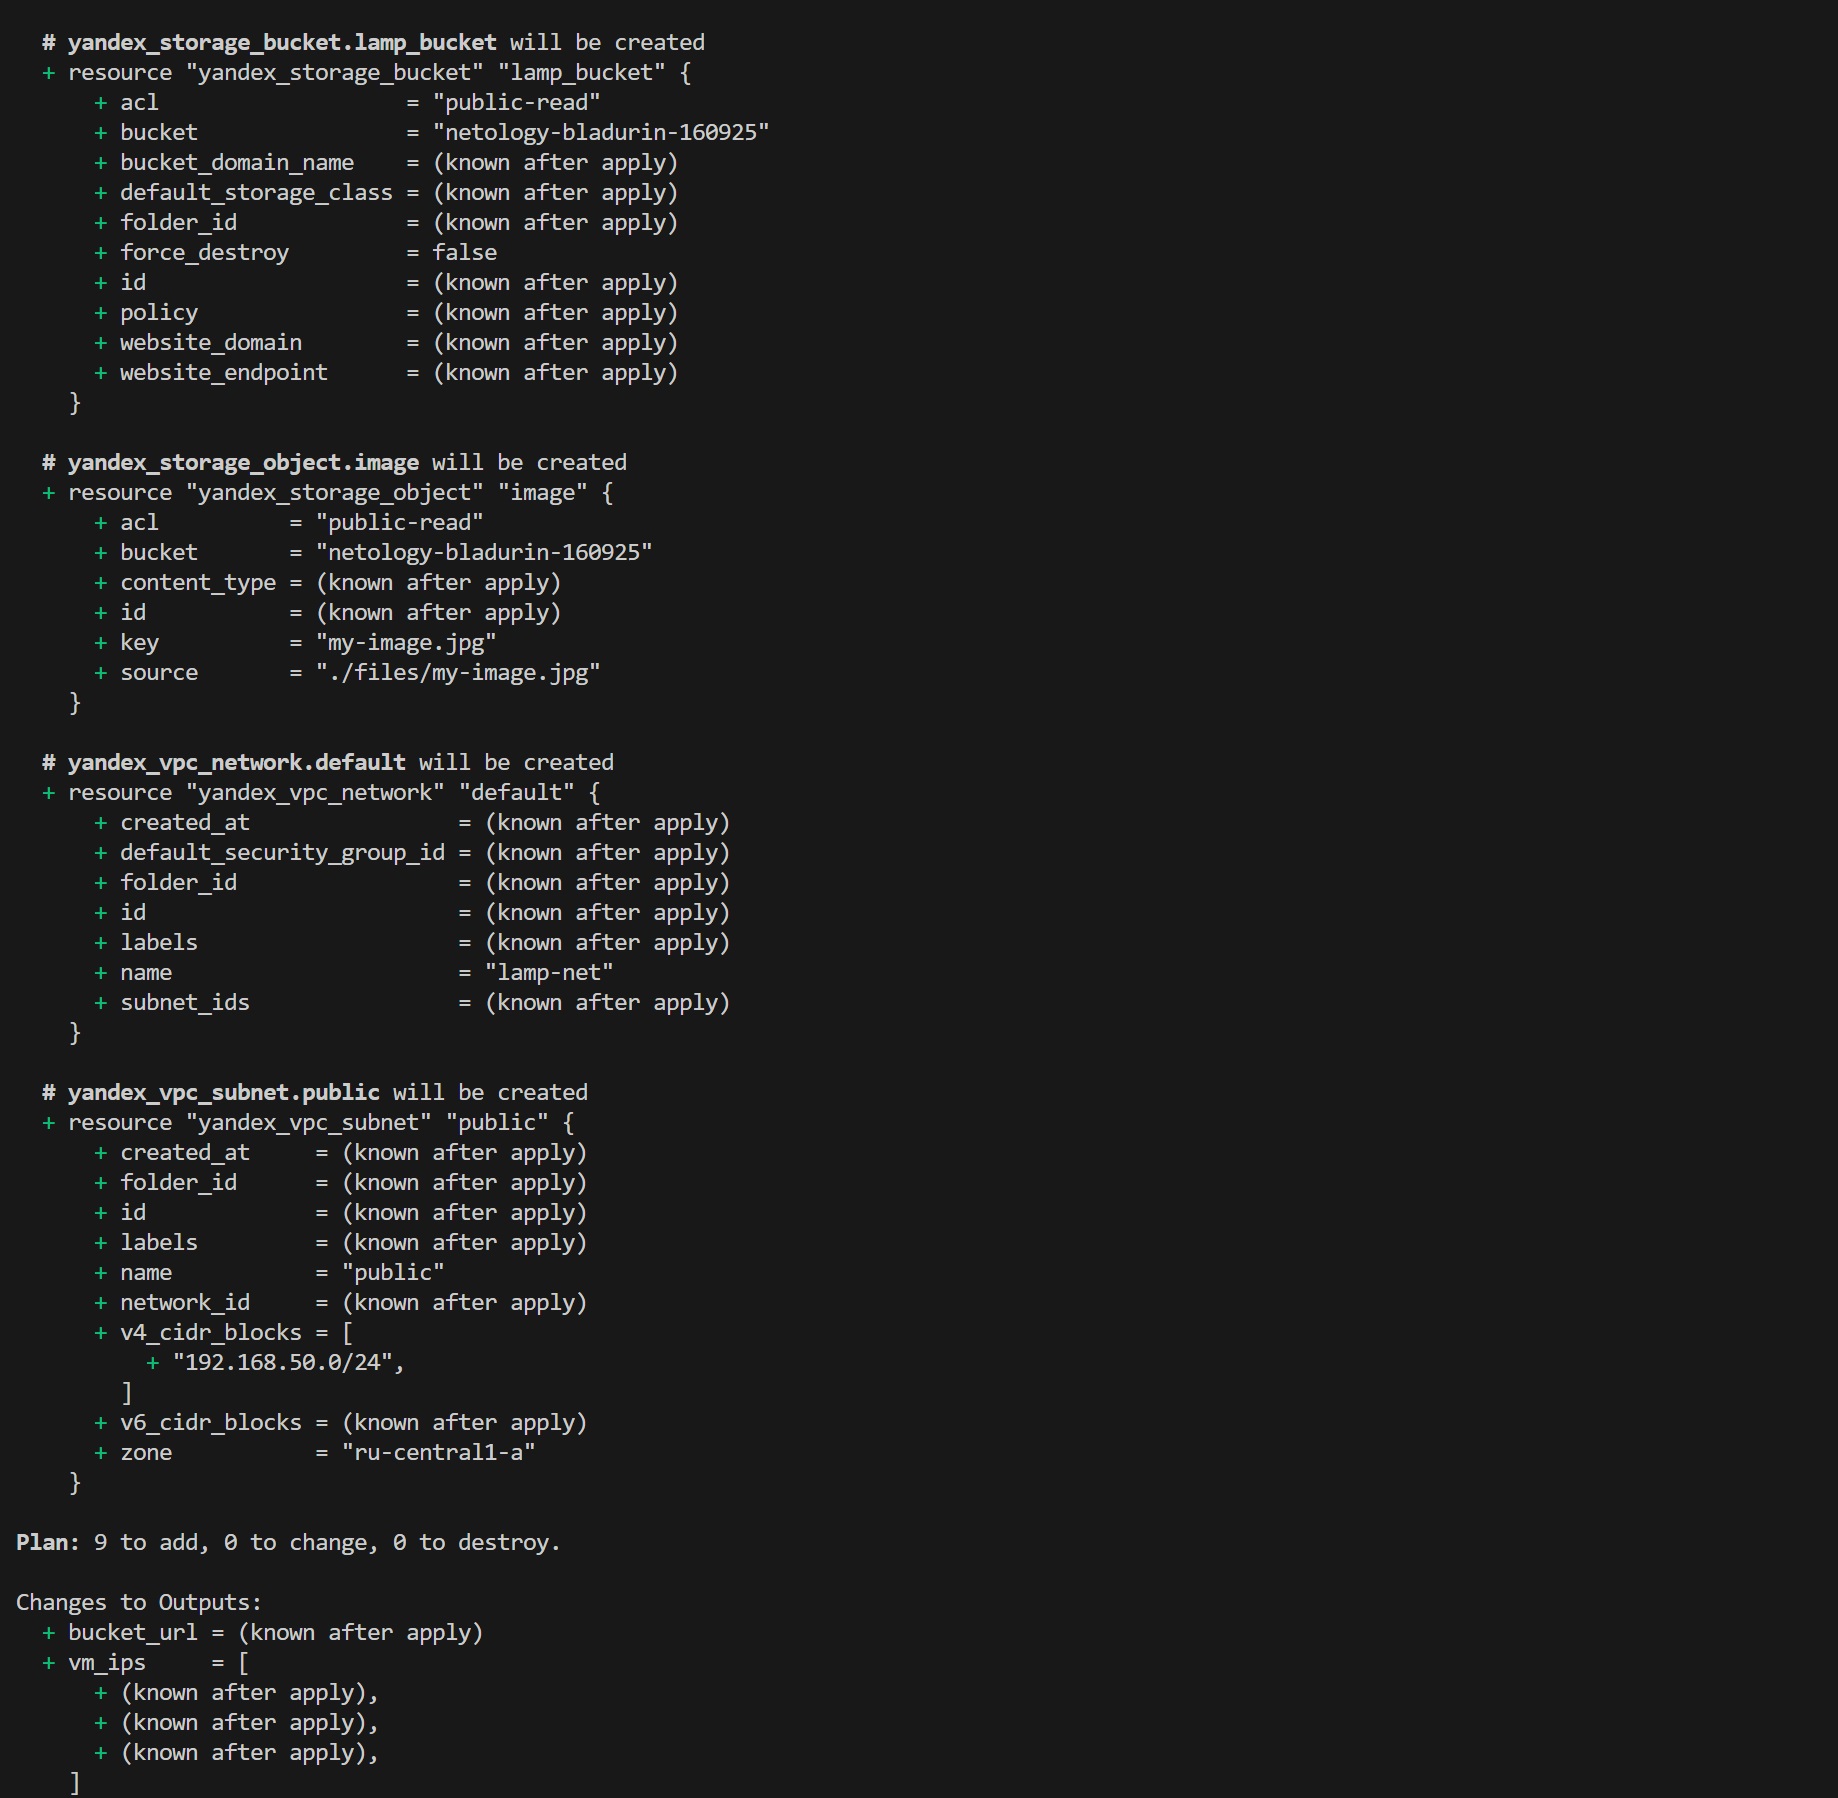 # yandex_storage_bucket.lamp_bucket will be created
+ resource "yandex_storage_bucket" "lamp_bucket" {
+ acl = "public-read"
+ bucket = "netology-bladurin-160925"
+ bucket_domain_name = (known after apply)
+ default_storage_class = (known after apply)
+ folder_id = (known after apply)
+ force_destroy = false
+ id = (known after apply)
+ policy = (known after apply)
+ website_domain = (known after apply)
+ website_endpoint = (known after apply)
}
# yandex_storage_object.image will be created
+ resource "yandex_storage_object" "image" {
+ acl = "public-read"
+ bucket = "netology-bladurin-160925"
+ content_type = (known after apply)
+ id = (known after apply)
+ key = "my-image.jpg"
+ source = "./files/my-image.jpg"
}
# yandex_vpc_network.default will be created
+ resource "yandex_vpc_network" "default" {
+ created_at = (known after apply)
+ default_security_group_id = (known after apply)
+ folder_id = (known after apply)
+ id = (known after apply)
+ labels = (known after apply)
+ name = "lamp-net"
+ subnet_ids = (known after apply)
}
# yandex_vpc_subnet.public will be created
+ resource "yandex_vpc_subnet" "public" {
+ created_at = (known after apply)
+ folder_id = (known after apply)
+ id = (known after apply)
+ labels = (known after apply)
+ name = "public"
+ network_id = (known after apply)
+ v4_cidr_blocks = [
+ "192.168.50.0/24",
]
+ v6_cidr_blocks = (known after apply)
+ zone = "ru-central1-a"
}
Plan: 9 to add, 0 to change, 0 to destroy.
Changes to Outputs:
+ bucket_url = (known after apply)
+ vm_ips = [
+ (known after apply),
+ (known after apply),
+ (known after apply),
]